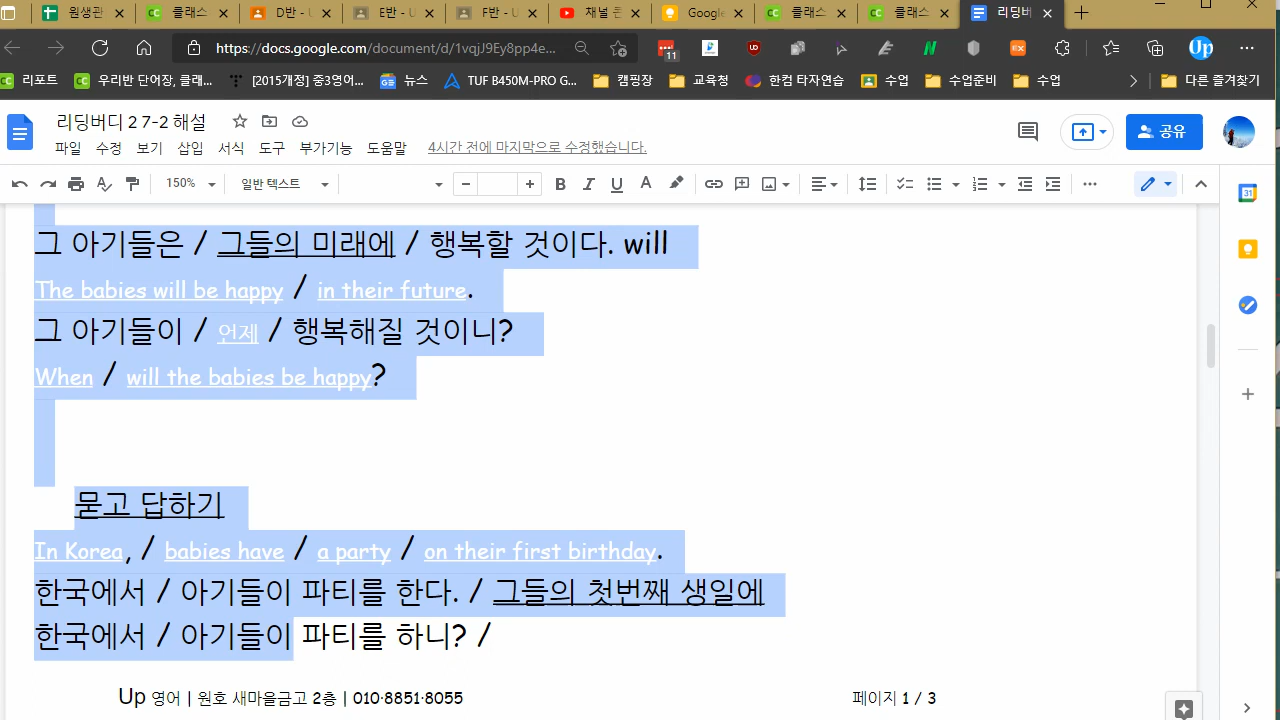 원생관
클래스
D반 - U
E반 - U
F반 - U
채널 콘
Google
클래스
클래스
리딩버
https://docs.google.com/document/d/1vqjJ9Ey8pp4e...
11
Up
리포트
우리반 단어장, 클래...
[2015개정] 중3영어...
뉴스
TUF B450M-PRO G...
캠핑장
교육청
한컴 타자연습
수업
수업준비
수업
다른 즐겨찾기
리딩버디 2 7-2 해설
파일 수정 보기 삽입 서식 도구 부가기능 도움말 4시간 전에 마지막으로 수정했습니다.
공유
150% 일반 텍스트
그 아기들은 / 그들의 미래에 / 행복할 것이다. will
The babies will be happy / in their future.
그 아기들이 / 언제 / 행복해질 것이니?
When / will the babies be happy?
묻고 답하기
In Korea, / babies have / a party / on their first birthday.
한국에서 / 아기들이 파티를 한다. / 그들의 첫번째 생일에
한국에서 / 아기들이 파티를 하니? /
Up 영어 | 원호 새마을금고 2층 | 010·8851·8055
페이지 1 / 3